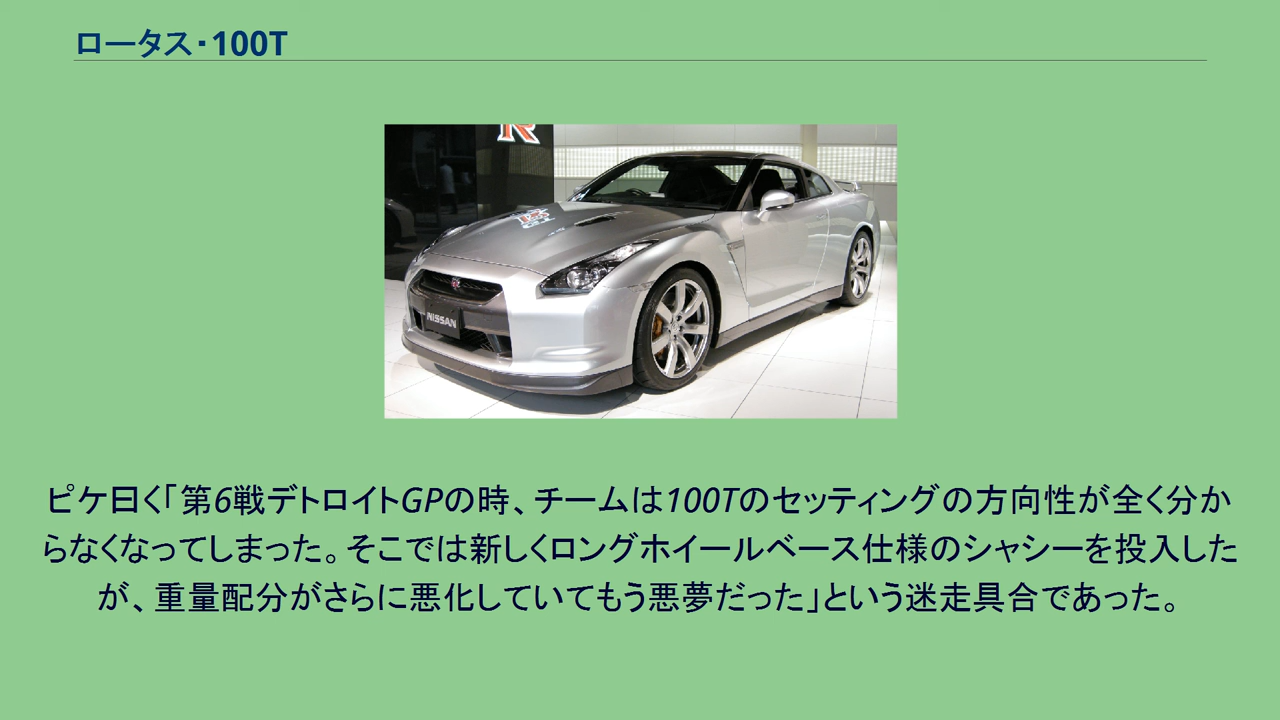 ロータス・100T
R
NISSAN
ピケ曰く「第6戦デトロイトGPの時、チームは100Tのセッティングの方向性が全く分か
らなくなってしまった。そこでは新しくロングホイールベース仕様のシャシーを投入した
が、重量配分がさらに悪化していてもう悪夢だった」という迷走具合であった。